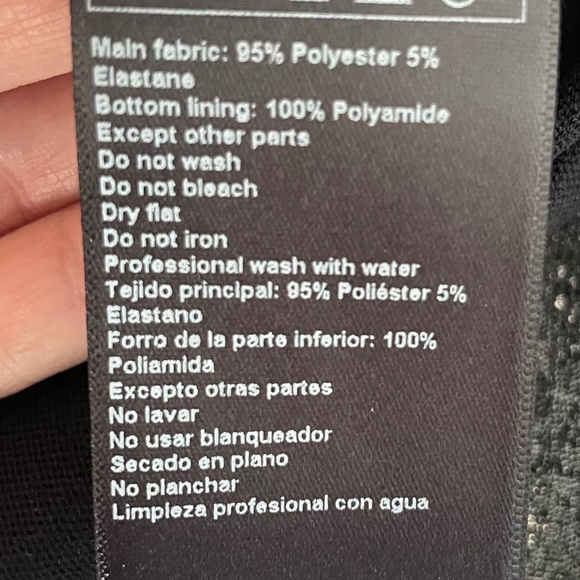 Main fabric: 95% Polyester 5%
Elastane
Bottom lining: 100% Polyamide
Except other parts
Do not wash
Do not bleach
Dry flat
Do not iron
Professional wash with water
Tejido principal: 95% Poliéster 5%
Elastano
Forro de la parte inferior: 100%
Poliamida
Excepto otras partes
No lavar
No usar blanqueador
Secado en plano
No planchar
Limpieza profesional con agua